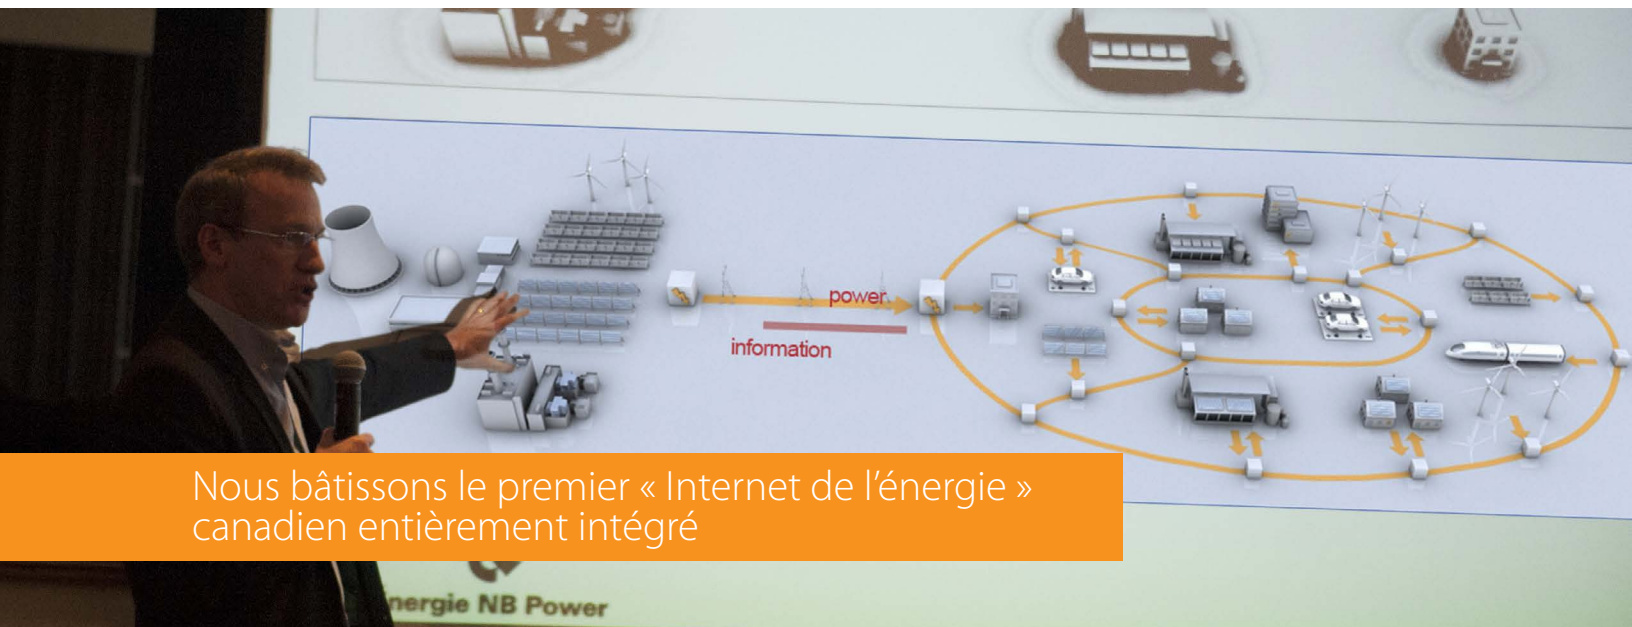 power
information
Nous bâtissons le premier « Internet de l’énergie »
canadien entièrement intégré
nergie NB Power